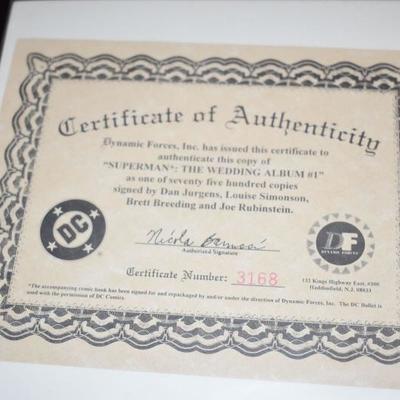 Certificate of Authenticity
Dynamic Forces, Inc. has issued this certificate to
authenticate this copy of
"SUPERMAN*: THE WEDDING ALBUM #1"
as one of seventy five hundred copies
signed by Dan Jurgens, Louise Simonson,
Brett Breeding and Joe Rubinstein.
DC
DF
DYNAMIC FORCES
Authorized Signature
Certificate Number: 3168
132 Kings Highway East, #200
Haddonfield, N.J. 08033
*The accompanying comic book has been signed for and repackaged by and/or under the direction of Dynamic Forces, Inc. The DC Bullet is
used with the permission of DC Comics.